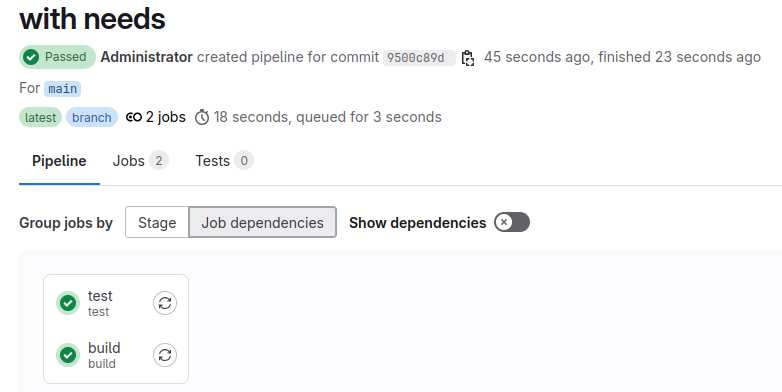 with needs
Passed Administrator created pipeline for commit 9500c89d 45 seconds ago, finished 23 seconds ago
For main
latest branch 2 jobs 18 seconds, queued for 3 seconds
Pipeline Jobs 2 Tests 0
Group jobs by Stage Job dependencies Show dependencies
test
test
build
build